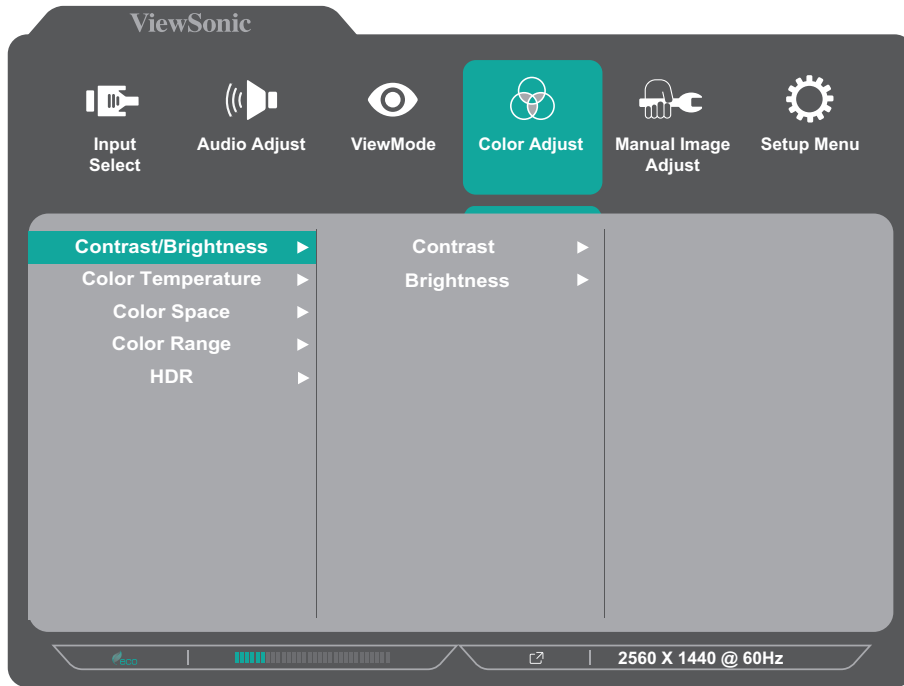 ViewSonic
Input
Select
Audio Adjust
ViewMode
Color Adjust
Manual Image
Adjust
Setup Menu
Contrast/Brightness
Color Temperature
Color Space
Color Range
HDR
Contrast
Brightness
eco
2560 X 1440 @ 60Hz